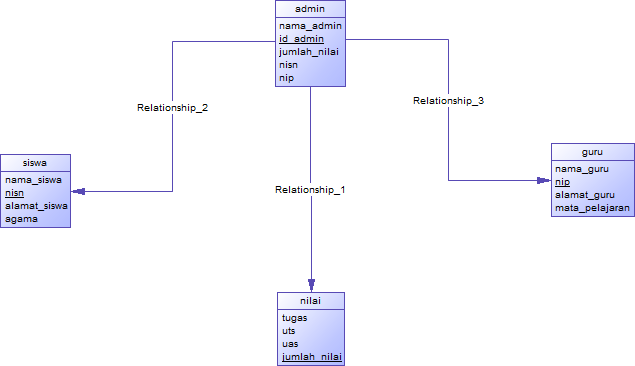 admin
nama_admin
id_admin
jumlah_nilai
nisn
nip
Relationship_2
Relationship_3
siswa
nama_siswa
nisn
alamat_siswa
agama
Relationship_1
guru
nama_guru
nip
alamat_guru
mata_pelajaran
nilai
tugas
uts
uas
jumlah_nilai